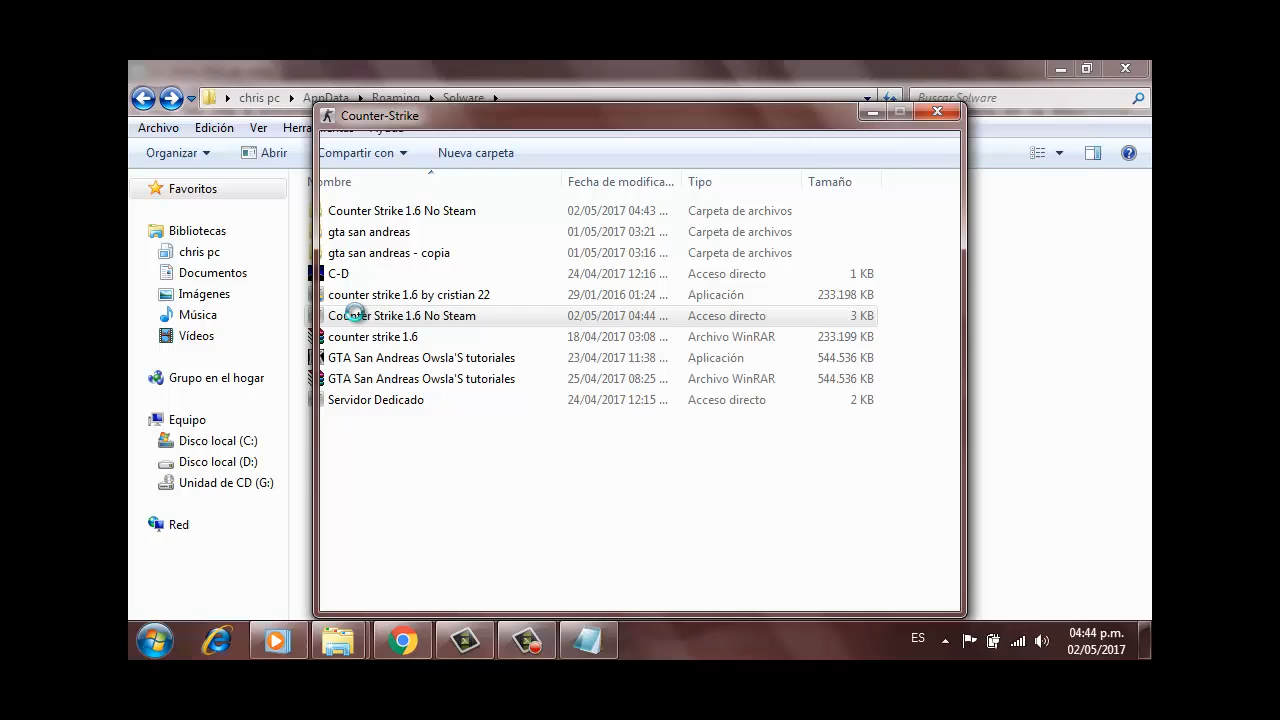 chris pc AppData Roaming Solware Buscar Solware
Counter-Strike
Archivo Edición Ver Herra
Organizar Abrir Compartir con Nueva carpeta
Favoritos
Bibliotecas
chris pc
Documentos
Imágenes
Música
Vídeos
Grupo en el hogar
Equipo
Disco local (C:)
Disco local (D:)
Unidad de CD (G:)
Red
ombre Fecha de modifica... Tipo Tamaño
Counter Strike 1.6 No Steam 02/05/2017 04:43 ... Carpeta de archivos
gta san andreas 01/05/2017 03:21 ... Carpeta de archivos
gta san andreas - copia 01/05/2017 03:16 ... Carpeta de archivos
C-D 24/04/2017 12:16 ... Acceso directo 1 KB
counter strike 1.6 by cristian 22 29/01/2016 01:24 ... Aplicación 233.198 KB
Counter Strike 1.6 No Steam 02/05/2017 04:44 ... Acceso directo 3 KB
counter strike 1.6 18/04/2017 03:08 ... Archivo WinRAR 233.199 KB
GTA San Andreas Owsla'S tutoriales 23/04/2017 11:38 ... Aplicación 544.536 KB
GTA San Andreas Owsla'S tutoriales 25/04/2017 08:25 ... Archivo WinRAR 544.536 KB
Servidor Dedicado 24/04/2017 12:15 ... Acceso directo 2 KB
ES
04:44 p.m.
02/05/2017